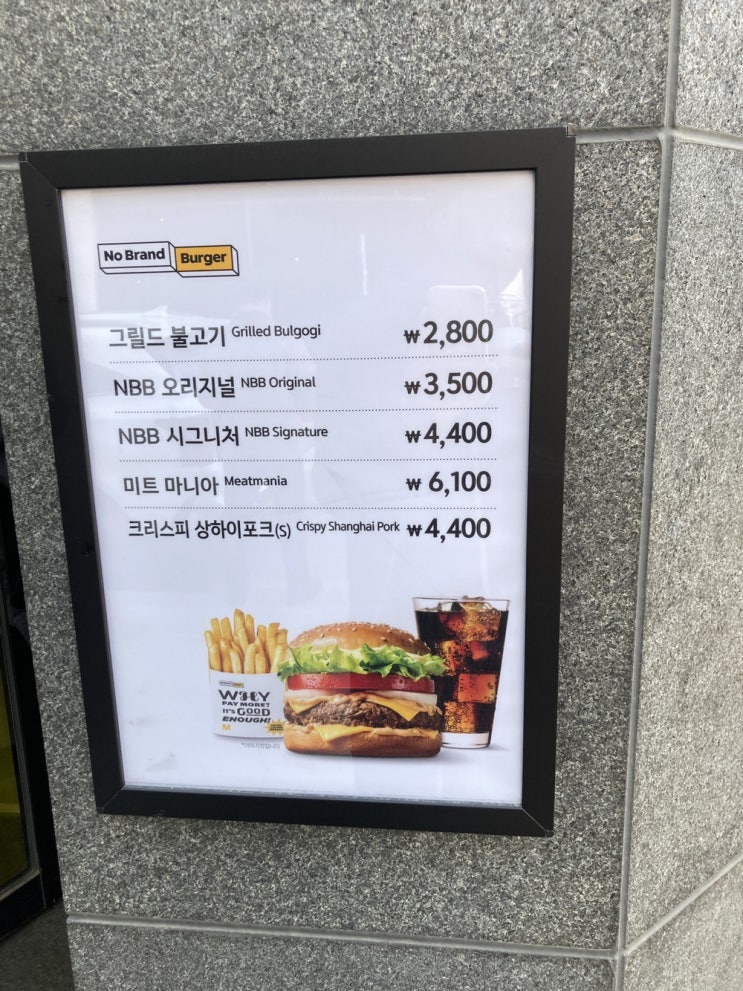 No Brand Burger
그릴드 불고기 Grilled Bulgogi ₩2,800
NBB 오리지널 NBB Original ₩3,500
NBB 시그니처 NBB Signature ₩4,400
미트 마니아 Meatmania ₩ 6,100
크리스피 상하이포크(S) Crispy Shanghai Pork ₩4,400
WHY
PAY MORE?
IT'S GOOD
ENOUGH!